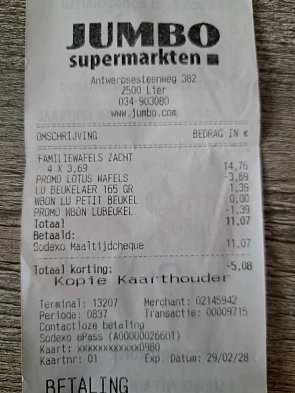 JUMBO
supermarkten
Antwerpsesteenweg 382
2500 Lier
034-903080
www.jumbo.com
OMSCHRIJVING BEDRAG IN €
FAMILIEWAFELS ZACHT
4 X 3,69 14,76
PROMO LOTUS WAFELS -3,69
LU BEUKELAER 165 GR 1,39
WBON LU PETIT BEUKEL 0,00
PROMO WBON LUBEUKEL -1,39
Totaal 11,07
Betaald:
Sodexo Maaltijdcheque 11,07
Totaal korting: -5,08
Kopie Kaarthouder
Terminal: 13207 Merchant: 02145942
Periode: 0837 Transactie: 00009715
Contactloze betaling
Sodexo ePass (A0000026601)
Kaart: xxxxxxxxxxxx0980
Kaartnr: 01 Exp Datum: 29/02/28
BETALING